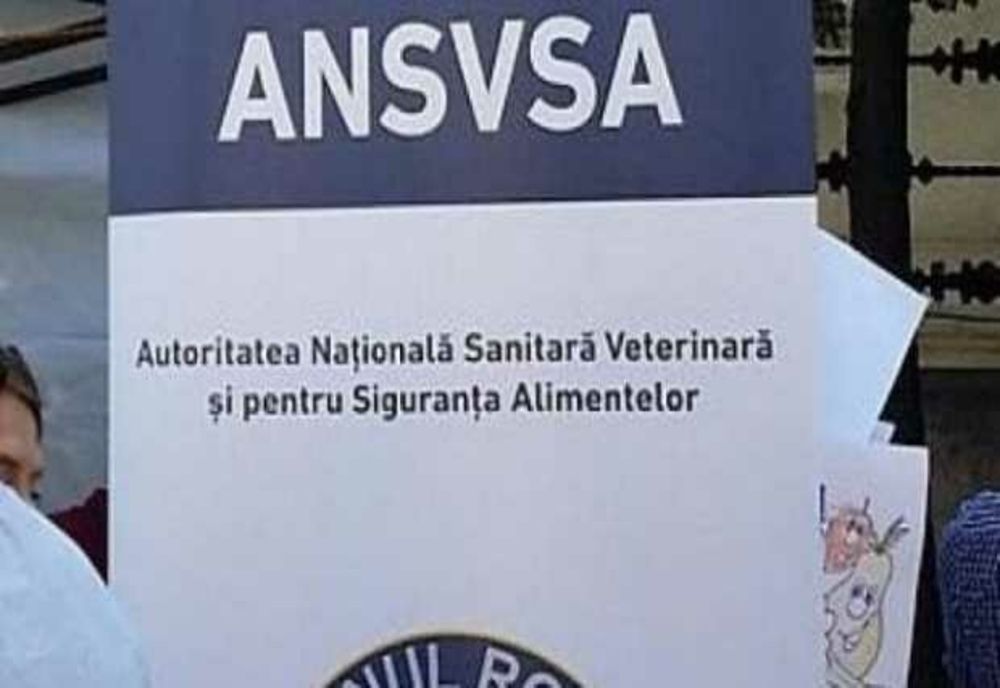 ANSVSA
Autoritatea Națională Sanitară Veterinară
și pentru Siguranța Alimentelor